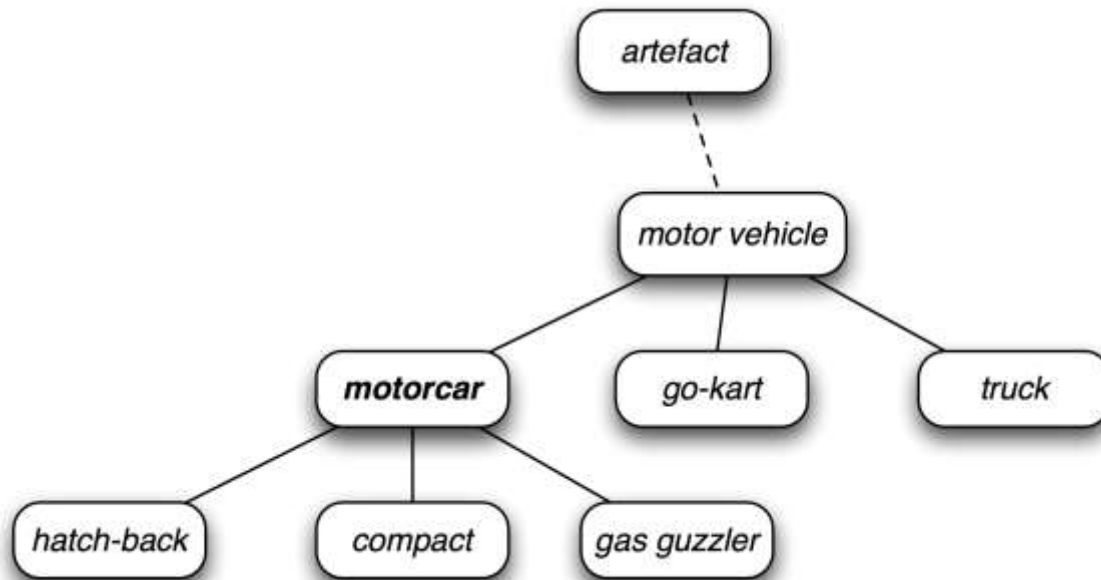 artefact
motor vehicle
motorcar
go-kart
truck
hatch-back
compact
gas guzzler